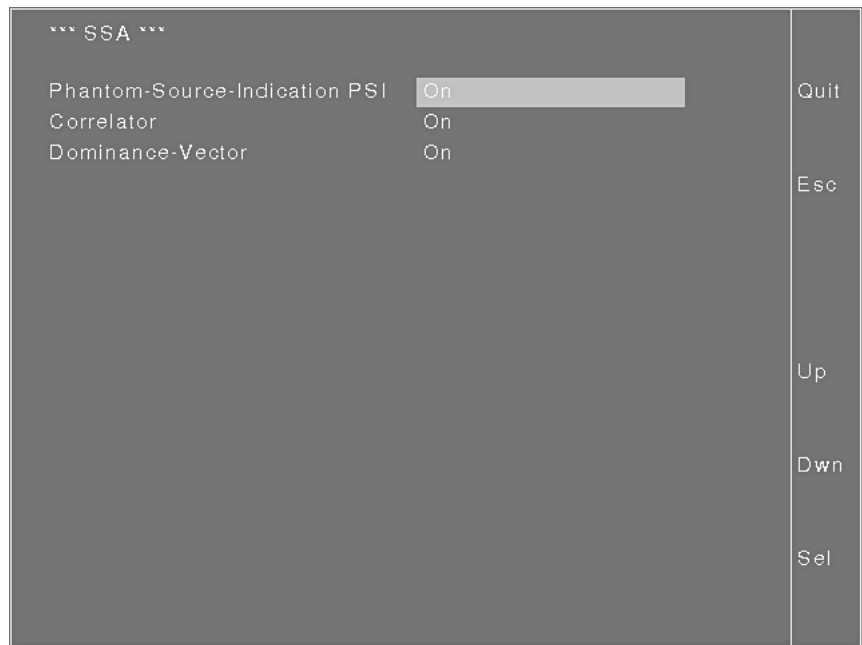 *** SSA ***
Phantom-Source-Indication PSI On
Correlator On
Dominance-Vector On
Quit
Esc
Up
Dwn
Sel